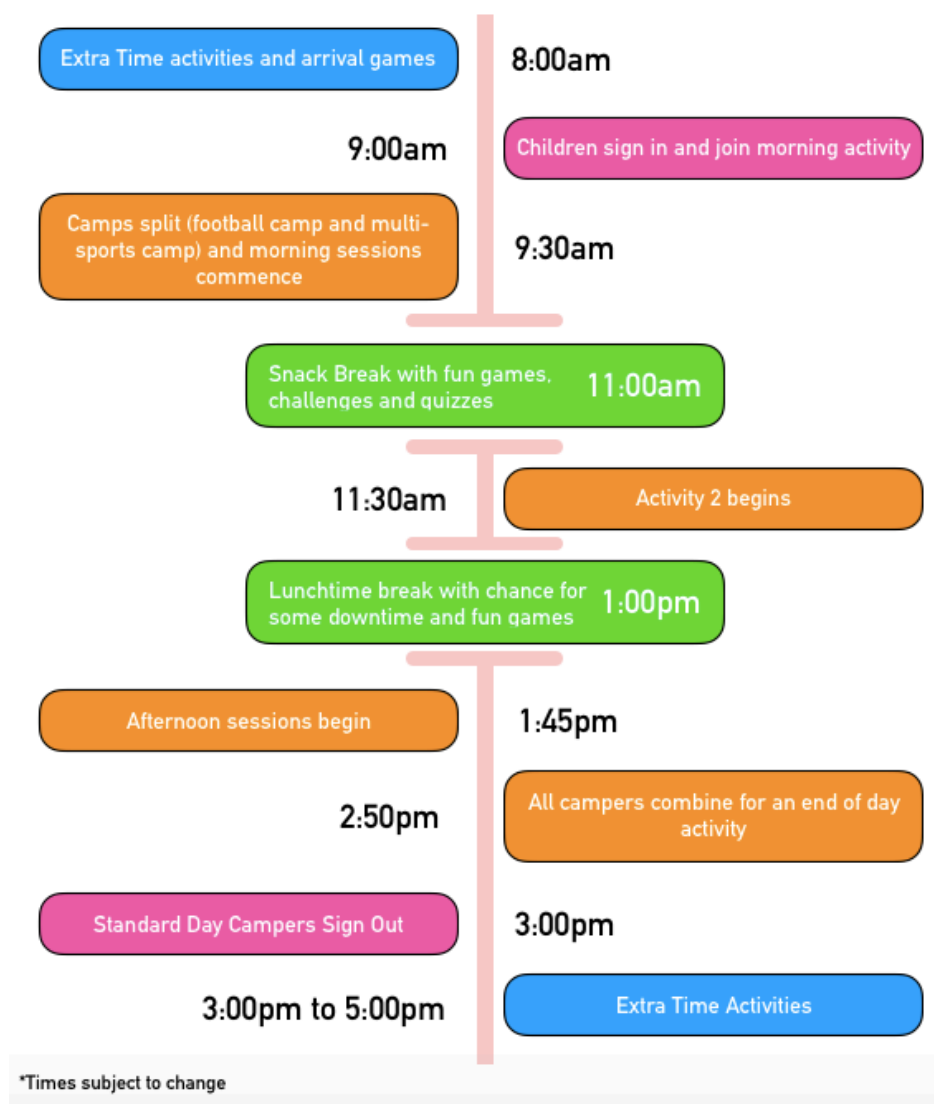 Extra Time activities and arrival games
8:00am
9:00am
Children sign in and join morning activity
Camps split (football camp and multi-
sports camp) and morning sessions
commence
9:30am
Snack Break with fun games,
challenges and quizzes
11:00am
11:30am
Activity 2 begins
Lunchtime break with chance for
some downtime and fun games
1:00pm
Afternoon sessions begin
1:45pm
2:50pm
All campers combine for an end of day
activity
Standard Day Campers Sign Out
3:00pm
3:00pm to 5:00pm
Extra Time Activities
*Times subject to change